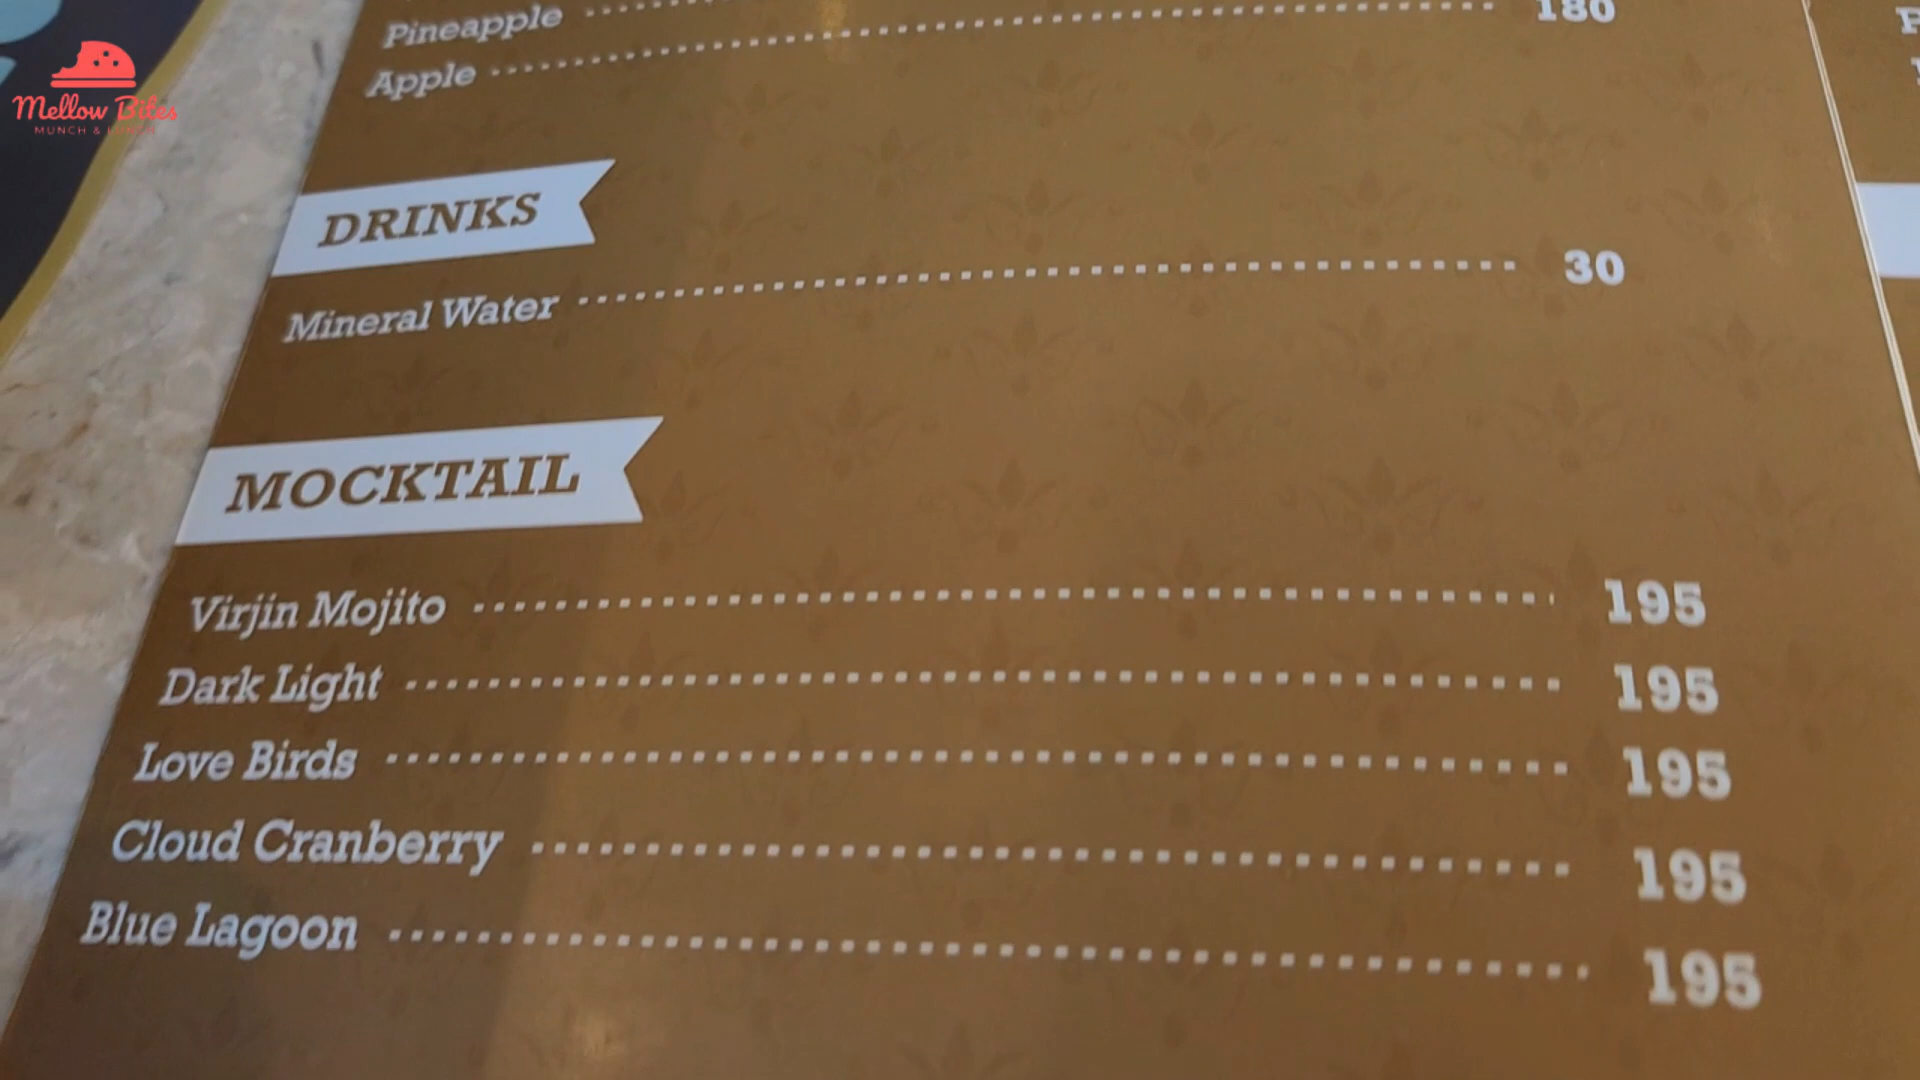 Mellow Bites
MUNCH &
Pineapple
Apple 180
DRINKS
Mineral Water 30
MOCKTAIL
Virjin Mojito 195
Dark Light 195
Love Birds 195
Cloud Cranberry 195
Blue Lagoon 195